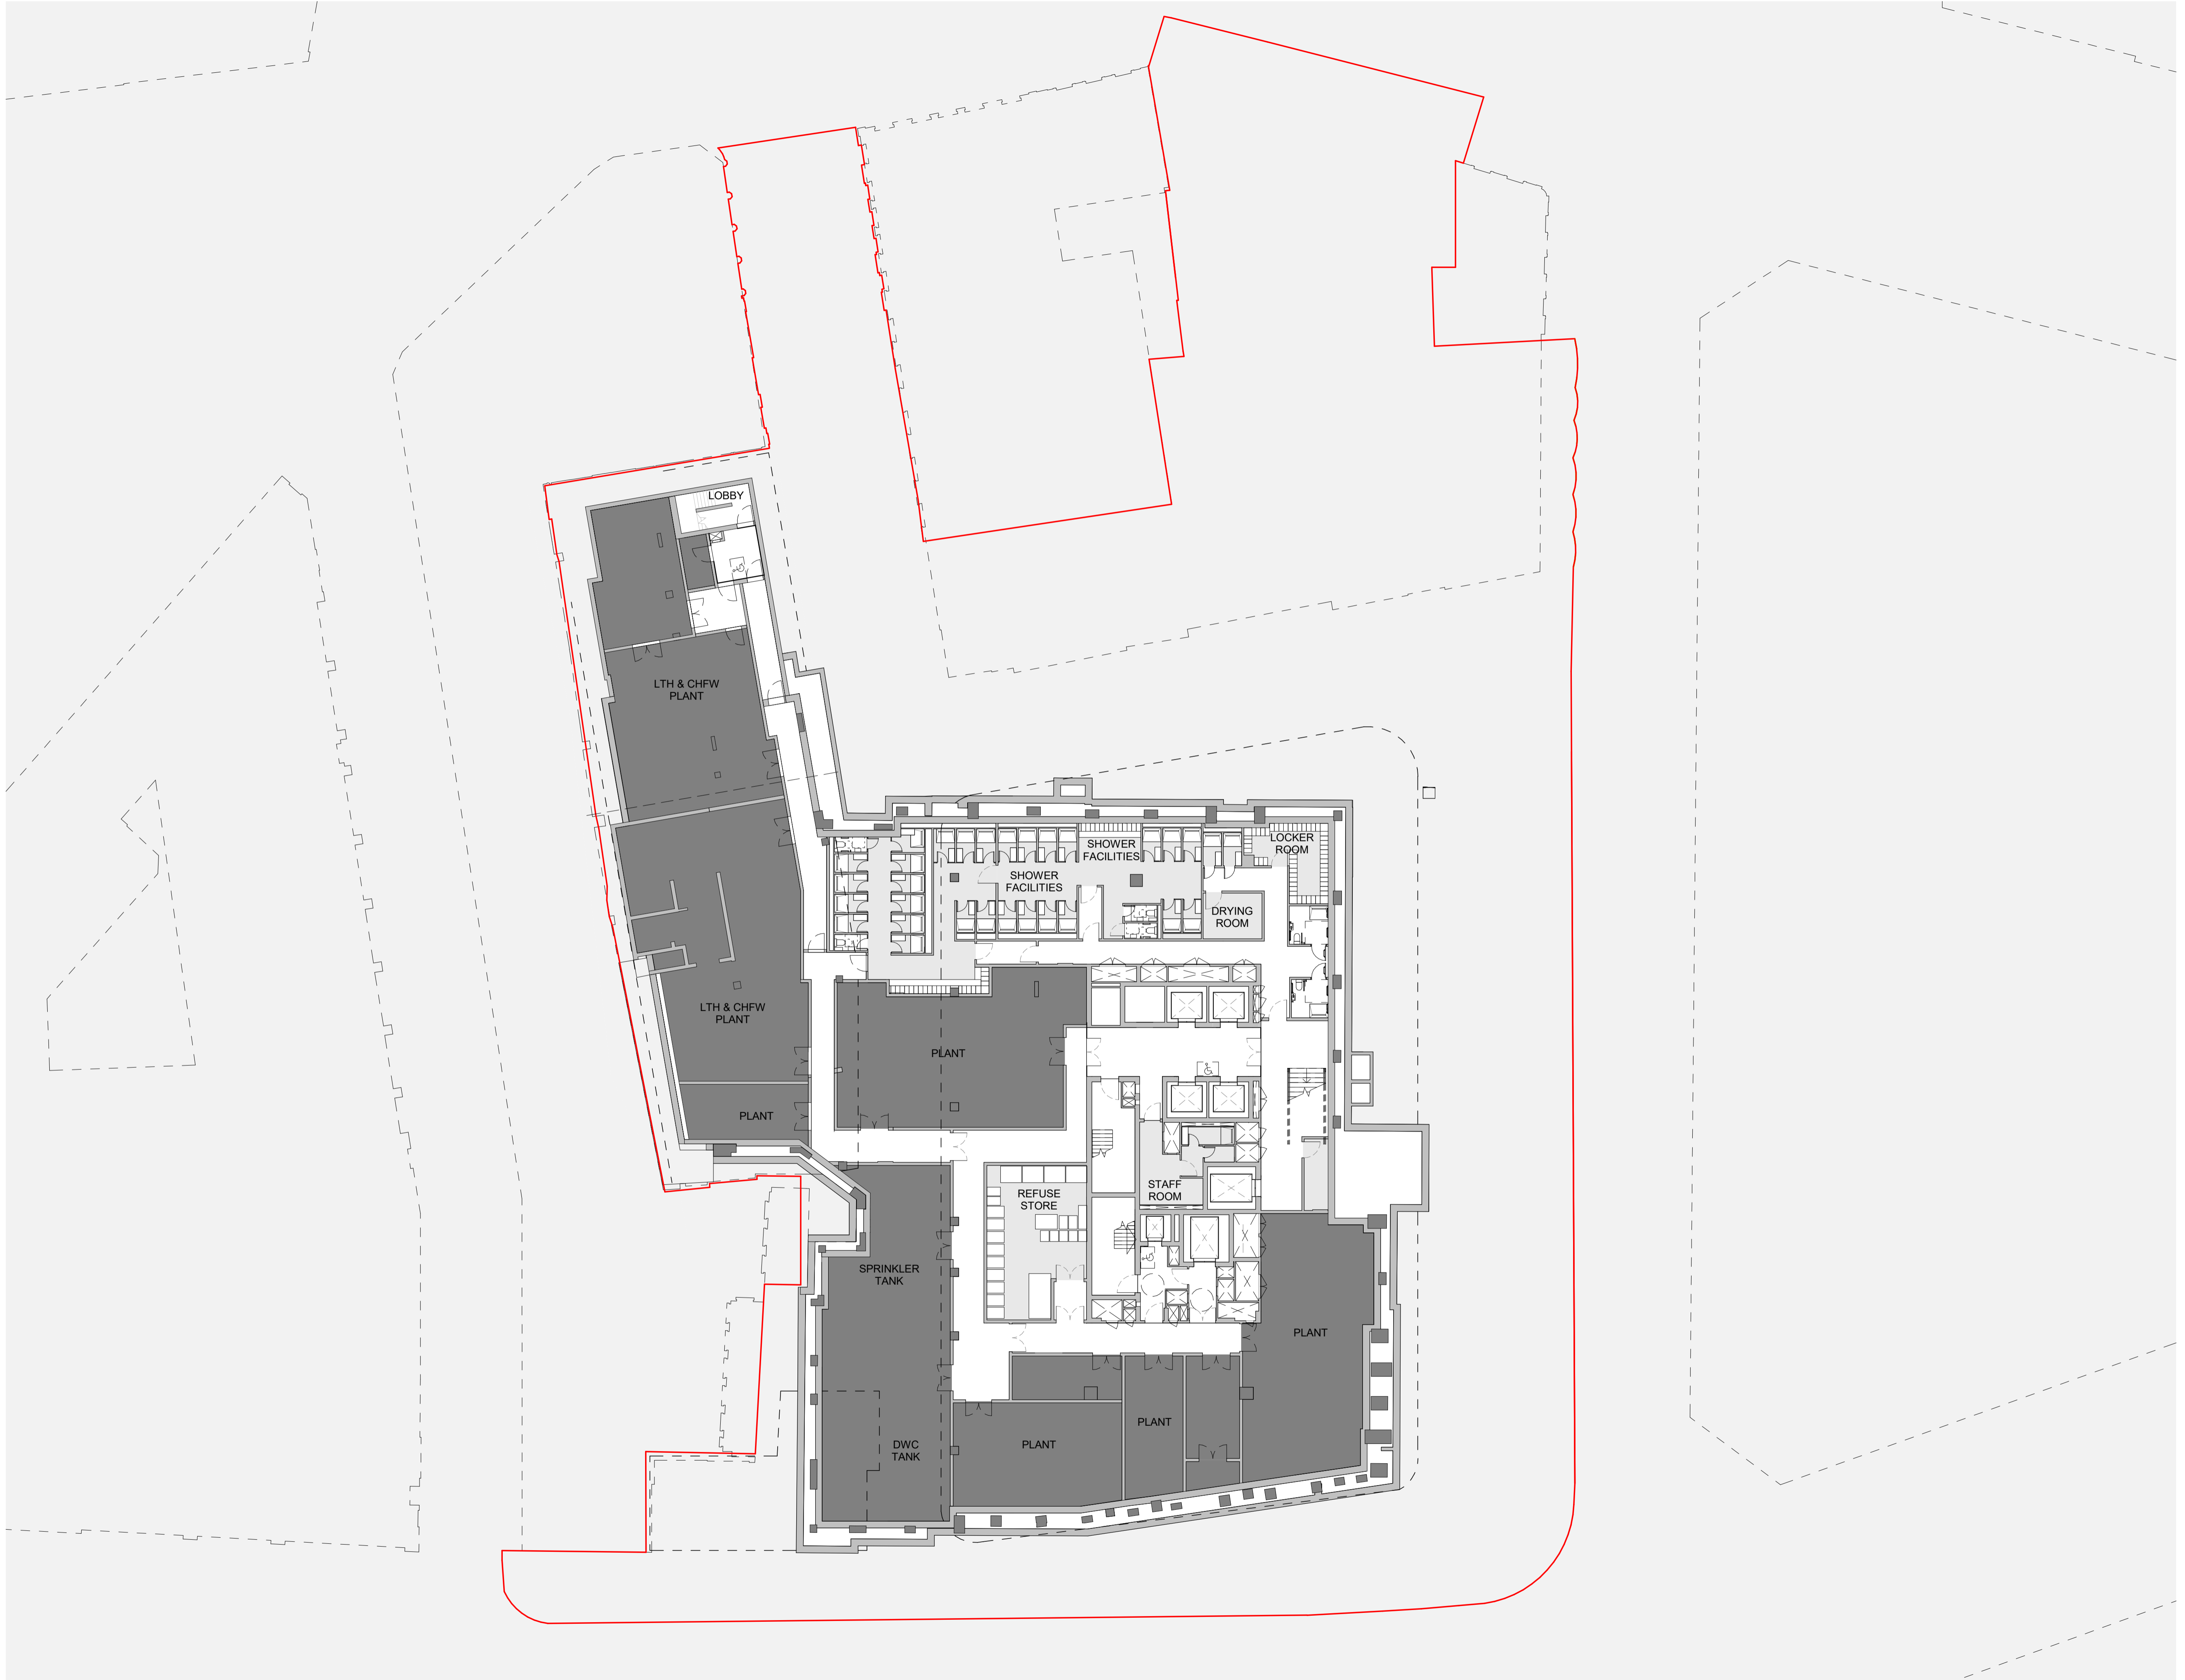 LOBBY
LTH & CHFW
PLANT
SHOWER
FACILITIES
LOCKER
ROOM
SHOWER
FACILITIES
DRYING
ROOM
LTH & CHFW
PLANT
PLANT
PLANT
STAFF
ROOM
REFUSE
STORE
SPRINKLER
TANK
PLANT
PLANT
DWC
TANK
PLANT